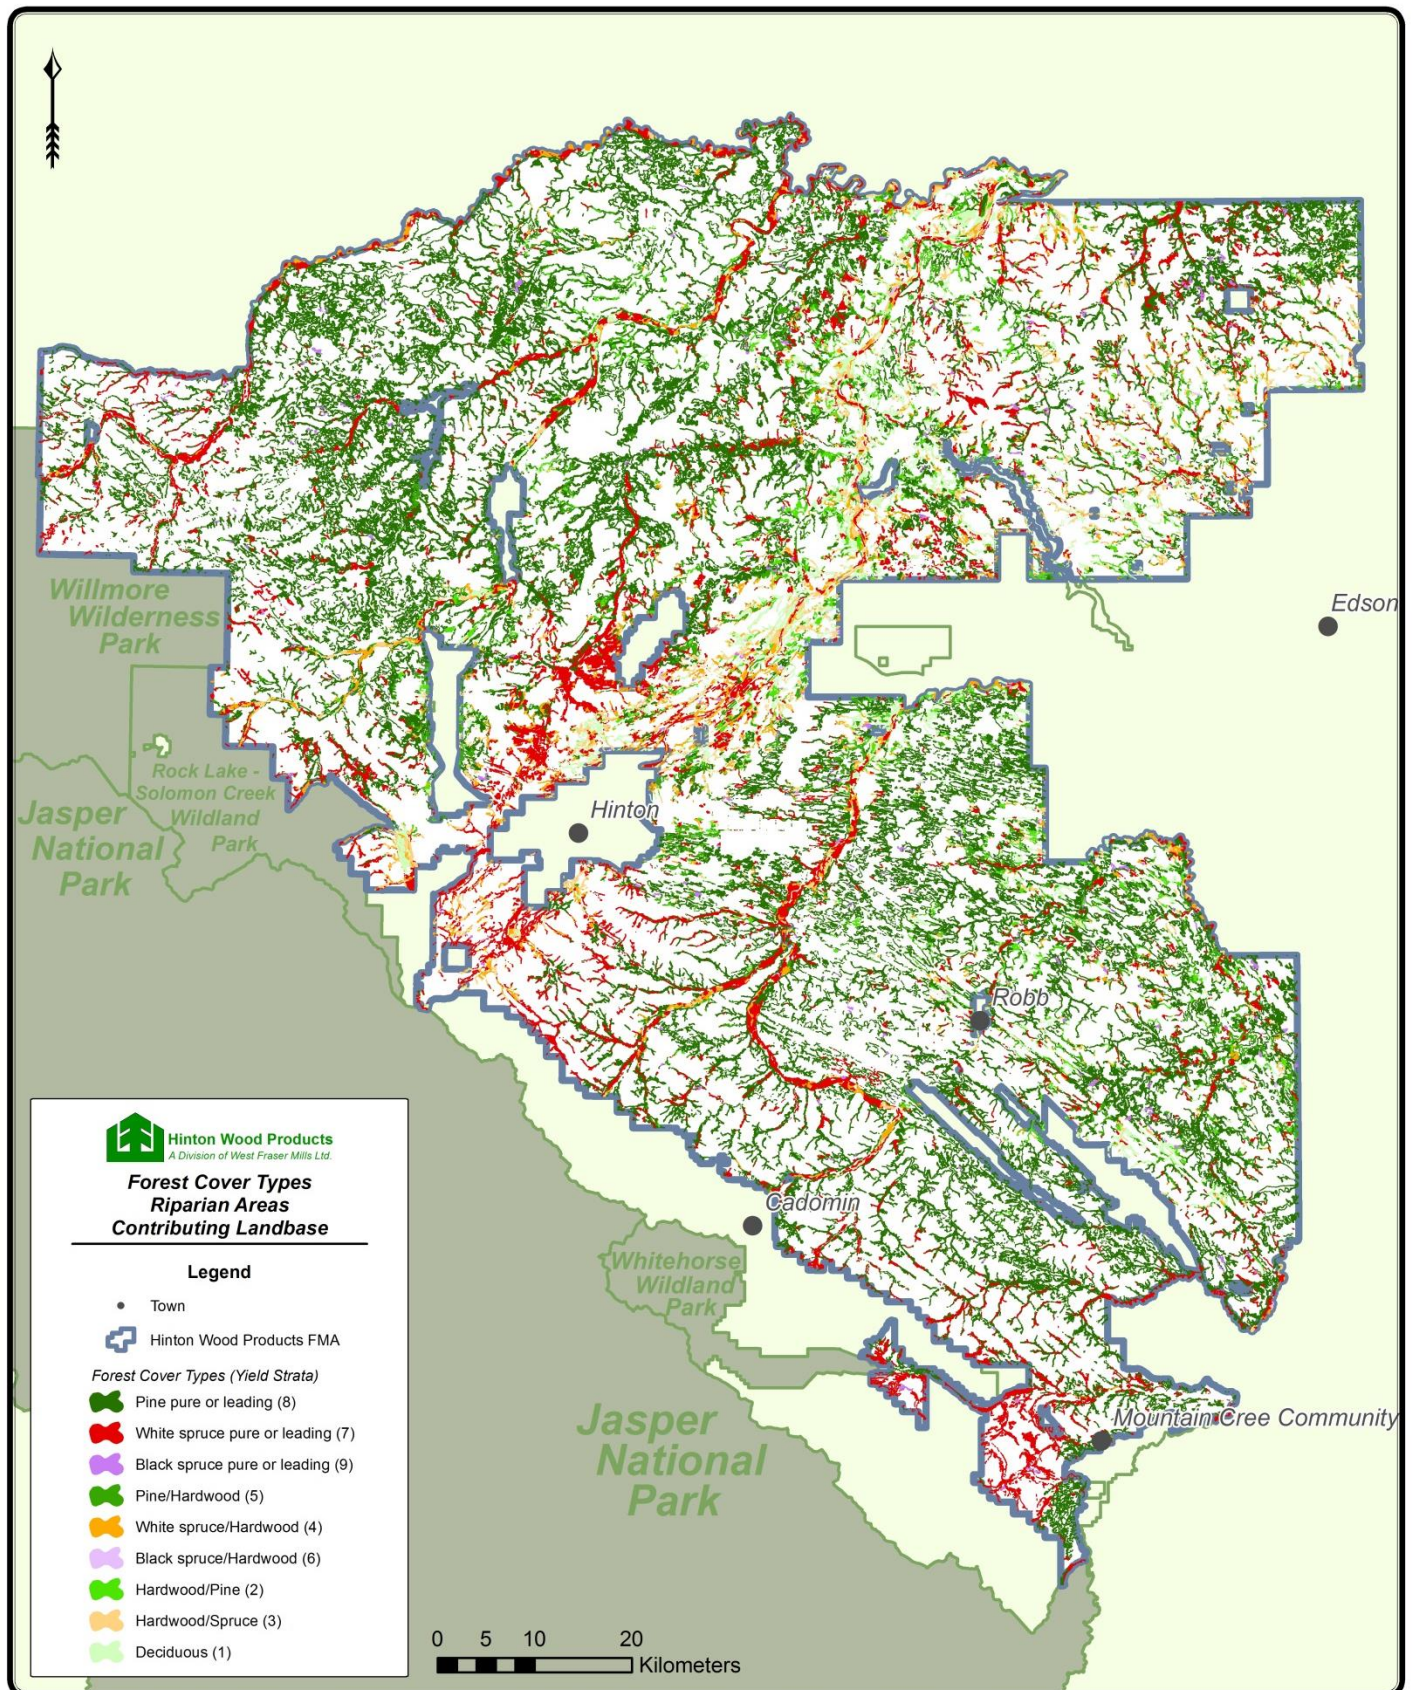 Edson
Willmore
Wilderness
Park
Rock Lake -
Solomon Creek
Wildland
Park
Jasper
National
Park
Hinton
Robb
Cadomin
Whitehorse
Wildland
Park
Jasper
National
Park
Mountain Cree Community
Hinton Wood Products
A Division of West Fraser Mills Ltd.
Forest Cover Types
Riparian Areas
Contributing Landbase
Legend
Town
Hinton Wood Products FMA
Forest Cover Types (Yield Strata)
Pine pure or leading (8)
White spruce pure or leading (7)
Black spruce pure or leading (9)
Pine/Hardwood (5)
White spruce/Hardwood (4)
Black spruce/Hardwood (6)
Hardwood/Pine (2)
Hardwood/Spruce (3)
Deciduous (1)
0 5 10 20
Kilometers